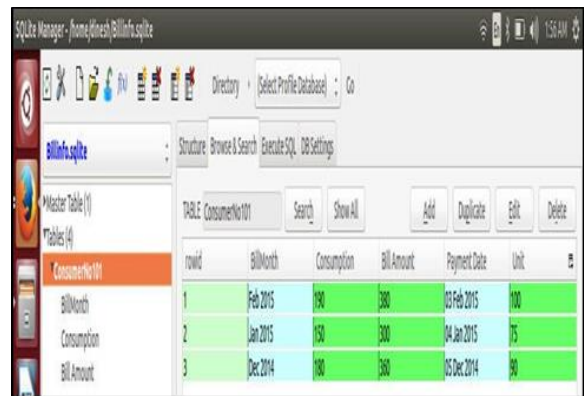 SQLite Manager - /home/dinesh/Billinfo.sqlite
En 1:56 AM
f(x) Directory (Select Profile Database) Go
Billinfo.sqlite
Structure Browse & Search Execute SQL DB Settings
Master Table (1)
TABLE ConsumerNo101 Search Show All Add Duplicate Edit Delete
Tables (4)
ConsumerNo101
rowid BillMonth Consumption Bill Amount Payment Date Unit
1 Feb 2015 190 380 03 Feb 2015 100
2 Jan 2015 150 300 04 Jan 2015 75
3 Dec 2014 180 360 05 Dec 2014 90
BillMonth
Consumption
Bill Amount